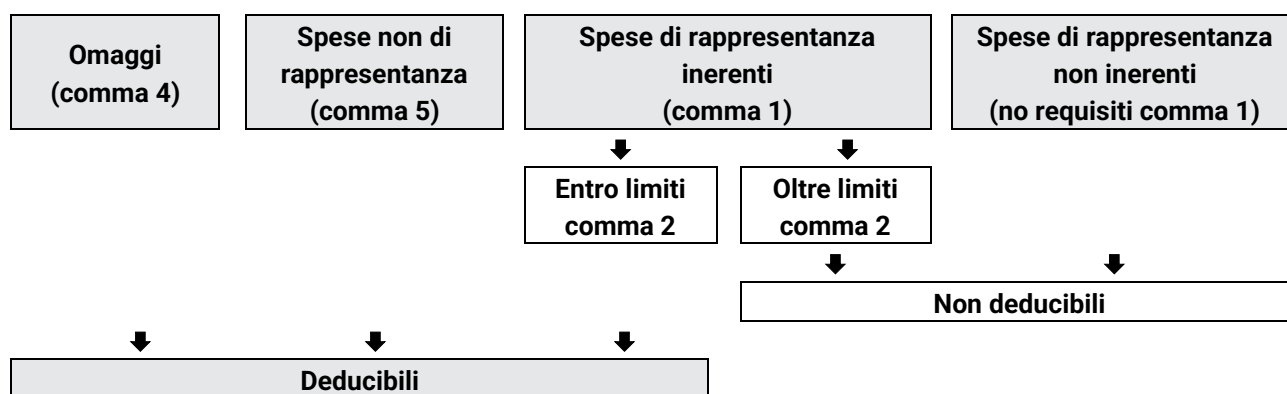 Omaggi
(comma 4)
Spese non di
rappresentanza
(comma 5)
Spese di rappresentanza
inerenti
(comma 1)
Spese di rappresentanza
non inerenti
(no requisiti comma 1)
Entro limiti
comma 2
Oltre limiti
comma 2
Non deducibili
Deducibili